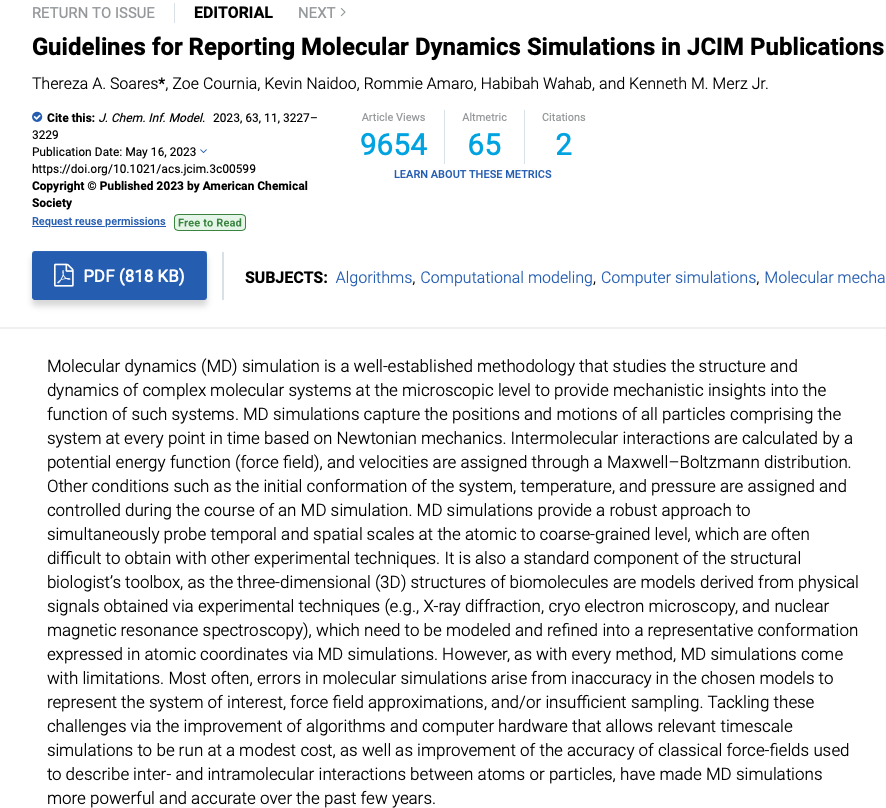 RETURN TO ISSUE EDITORIAL NEXT >
Guidelines for Reporting Molecular Dynamics Simulations in JCIM Publications
Thereza A. Soares*, Zoe Cournia, Kevin Naidoo, Rommie Amaro, Habibah Wahab, and Kenneth M. Merz Jr.
Cite this: J. Chem. Inf. Model. 2023, 63, 11, 3227–
3229
Publication Date: May 16, 2023
https://doi.org/10.1021/acs.jcim.3c00599
Copyright © Published 2023 by American Chemical
Society
Request reuse permissions Free to Read
Article Views Altmetric Citations
9654 65 2
LEARN ABOUT THESE METRICS
PDF (818 KB)
SUBJECTS: Algorithms, Computational modeling, Computer simulations, Molecular mecha
Molecular dynamics (MD) simulation is a well-established methodology that studies the structure and
dynamics of complex molecular systems at the microscopic level to provide mechanistic insights into the
function of such systems. MD simulations capture the positions and motions of all particles comprising the
system at every point in time based on Newtonian mechanics. Intermolecular interactions are calculated by a
potential energy function (force field), and velocities are assigned through a Maxwell–Boltzmann distribution.
Other conditions such as the initial conformation of the system, temperature, and pressure are assigned and
controlled during the course of an MD simulation. MD simulations provide a robust approach to
simultaneously probe temporal and spatial scales at the atomic to coarse-grained level, which are often
difficult to obtain with other experimental techniques. It is also a standard component of the structural
biologist’s toolbox, as the three-dimensional (3D) structures of biomolecules are models derived from physical
signals obtained via experimental techniques (e.g., X-ray diffraction, cryo electron microscopy, and nuclear
magnetic resonance spectroscopy), which need to be modeled and refined into a representative conformation
expressed in atomic coordinates via MD simulations. However, as with every method, MD simulations come
with limitations. Most often, errors in molecular simulations arise from inaccuracy in the chosen models to
represent the system of interest, force field approximations, and/or insufficient sampling. Tackling these
challenges via the improvement of algorithms and computer hardware that allows relevant timescale
simulations to be run at a modest cost, as well as improvement of the accuracy of classical force-fields used
to describe inter- and intramolecular interactions between atoms or particles, have made MD simulations
more powerful and accurate over the past few years.